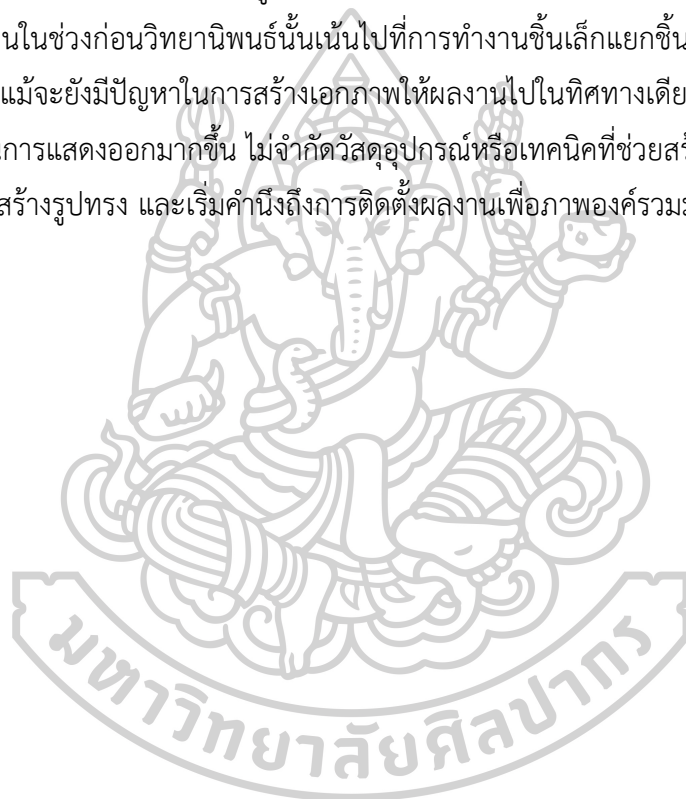 นในช่วงก่อนวิทยานิพนธ์นั้นเน้นไปที่การทำงานชิ้นเล็กแยกชิ้น
แม้จะยังมีปัญหาในการสร้างเอกภาพให้ผลงานไปในทิศทางเดีย
การแสดงออกมากขึ้น ไม่จำกัดวัสดุอุปกรณ์หรือเทคนิคที่ช่วยสร้
สร้างรูปทรง และเริ่มคำนึงถึงการติดตั้งผลงานเพื่อภาพองค์รวม
มหาวิทยาลัยศิลปากร